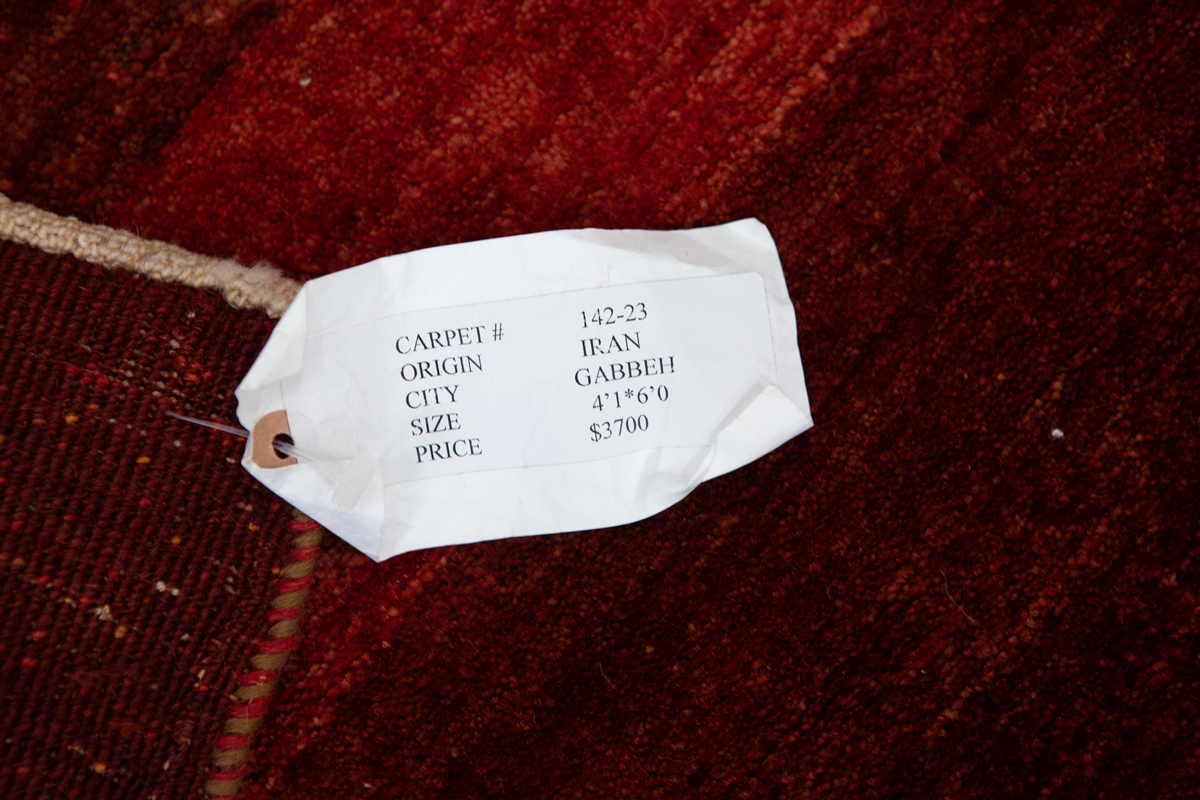 CARPET # 142-23
ORIGIN IRAN
CITY GABBEH
SIZE 4'1*6'0
PRICE $3700